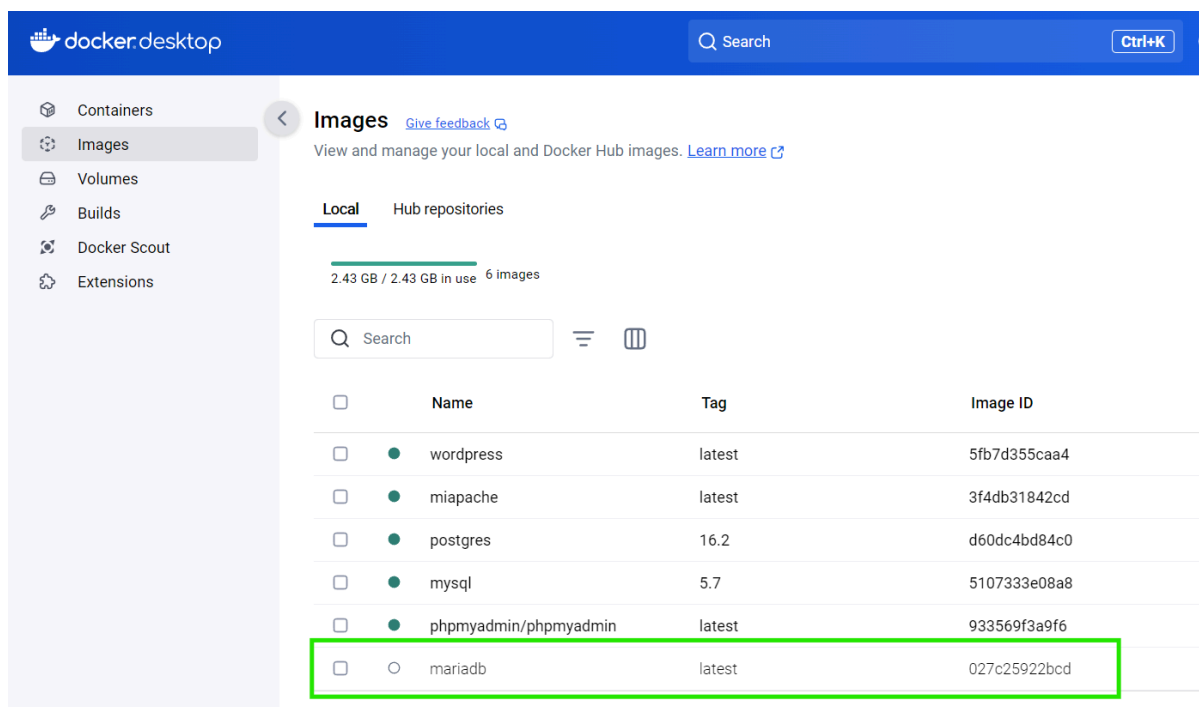 docker.desktop
Search
Ctrl+K
Containers
Images
Volumes
Builds
Docker Scout
Extensions
Images Give feedback
View and manage your local and Docker Hub images. Learn more
Local Hub repositories
2.43 GB / 2.43 GB in use 6 images
Search
Name Tag Image ID
wordpress latest 5fb7d355caa4
miapache latest 3f4db31842cd
postgres 16.2 d60dc4bd84c0
mysql 5.7 5107333e08a8
phpmyadmin/phpmyadmin latest 933569f3a9f6
mariadb latest 027c25922bcd